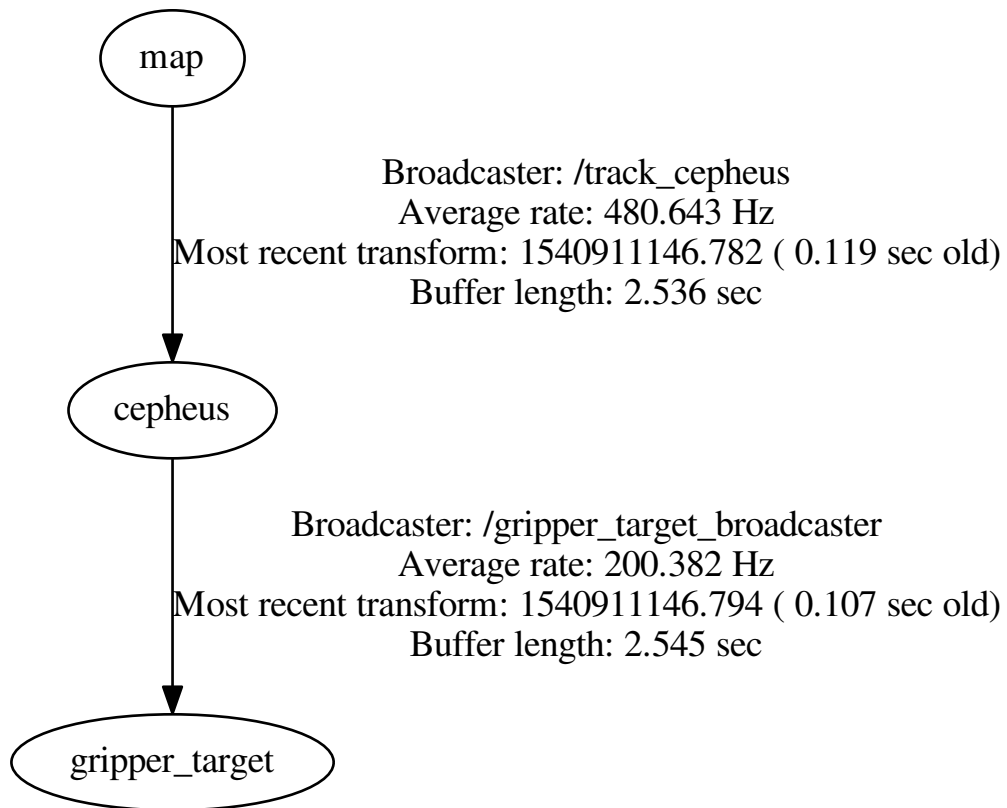 map
Broadcaster: /track_cepheus
Average rate: 480.643 Hz
Most recent transform: 1540911146.782 ( 0.119 sec old)
Buffer length: 2.536 sec
cepheus
Broadcaster: /gripper_target_broadcaster
Average rate: 200.382 Hz
Most recent transform: 1540911146.794 ( 0.107 sec old)
Buffer length: 2.545 sec
gripper_target